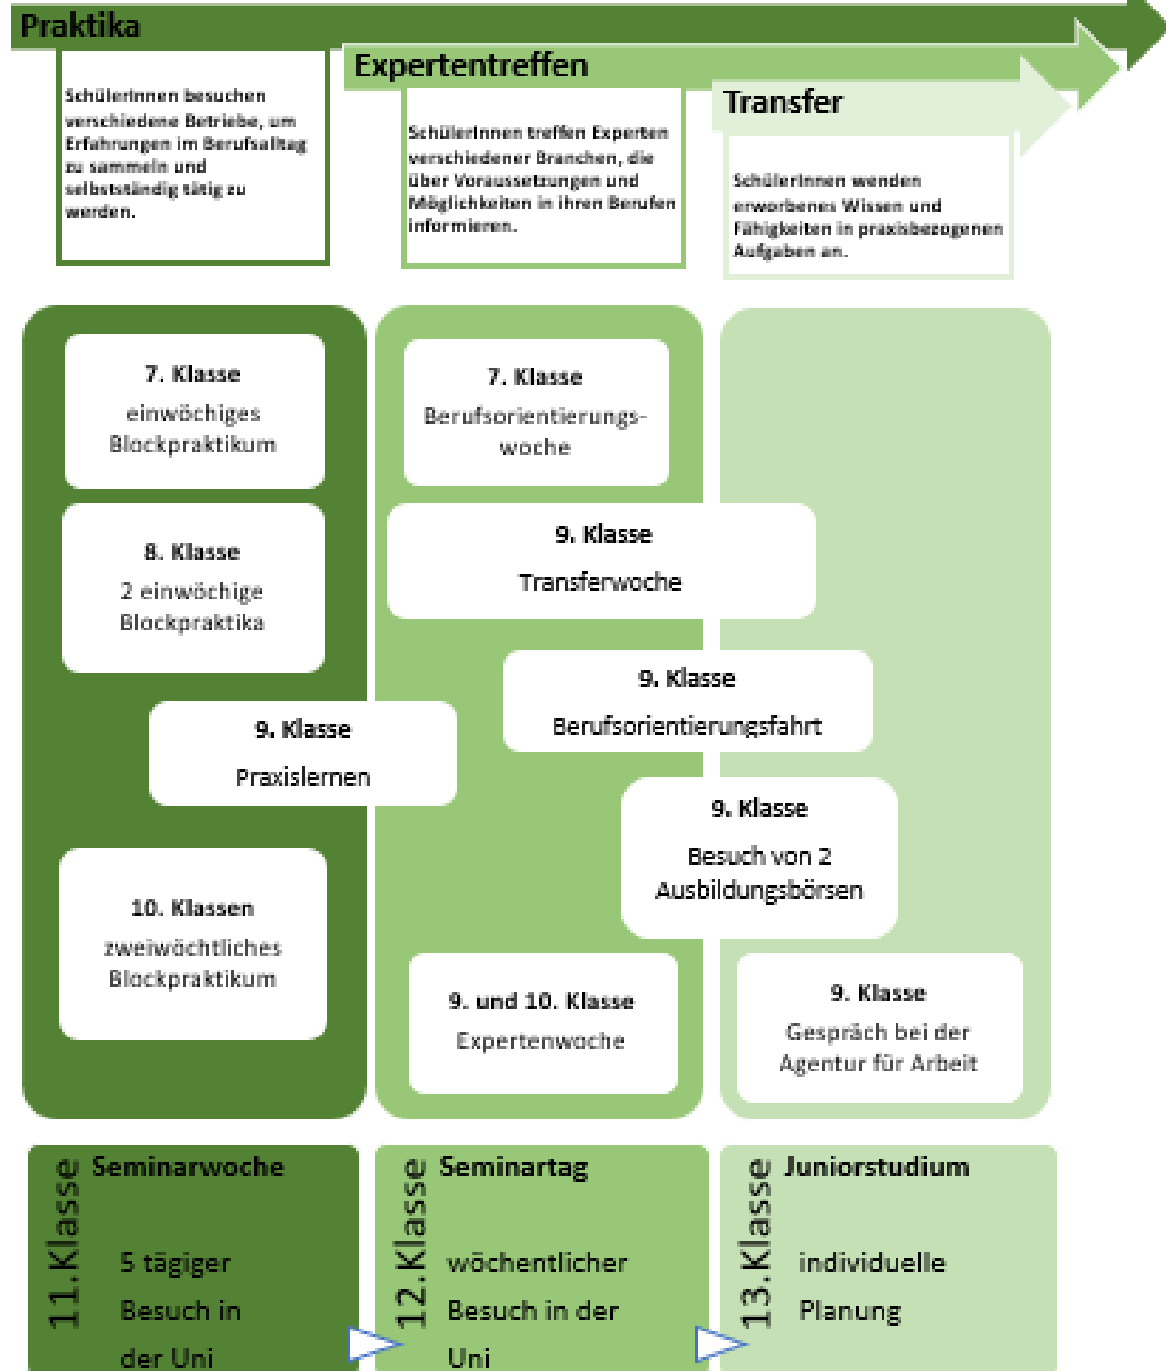 Praktika
SchülerInnen besuchen
verschiedene Betriebe, um
Erfahrungen im Berufsalltag
zu sammeln und
selbstständig tätig zu
werden.
Expertentreffen
SchülerInnen treffen Experten
verschiedener Branchen, die
über Voraussetzungen und
Möglichkeiten in ihren Berufen
informieren.
Transfer
SchülerInnen wenden
erworbenes Wissen und
Fähigkeiten in praxisbezogenen
Aufgaben an.
7. Klasse
einwöchiges
Blockpraktikum
8. Klasse
2 einwöchige
Blockpraktika
9. Klasse
Praxislernen
10. Klassen
zweiwöchtliches
Blockpraktikum
7. Klasse
Berufsorientierungs-
woche
9. Klasse
Transferwoche
9. Klasse
Berufsorientierungsfahrt
9. Klasse
Besuch von 2
Ausbildungsbörsen
9. und 10. Klasse
Expertenwoche
9. Klasse
Gespräch bei der
Agentur für Arbeit
11.Klasse
Seminarwoche
5 tägiger
Besuch in
der Uni
12.Klasse
Seminartag
wöchentlicher
Besuch in der
Uni
13.Klasse
Juniorstudium
individuelle
Planung